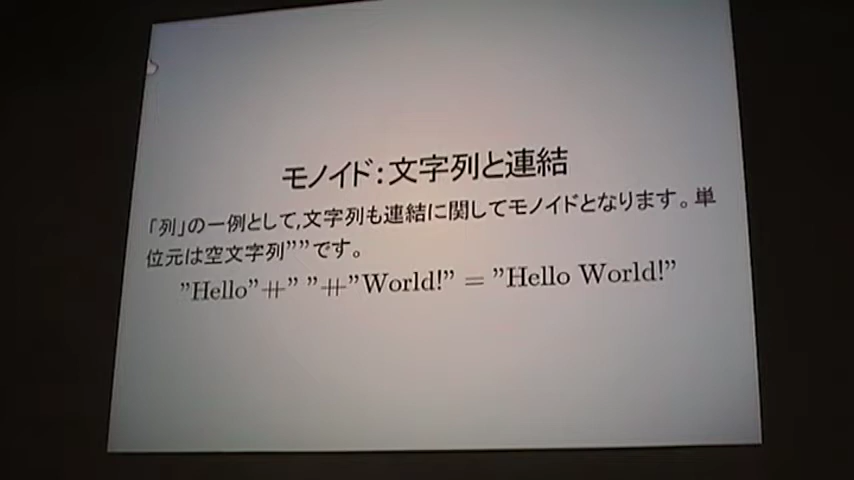 モノイド:文字列と連結
「列」の一例として,文字列も連結に関してモノイドとなります。単
位元は空文字列””です。
”Hello”⧺” ”⧺”World!” = ”Hello World!”